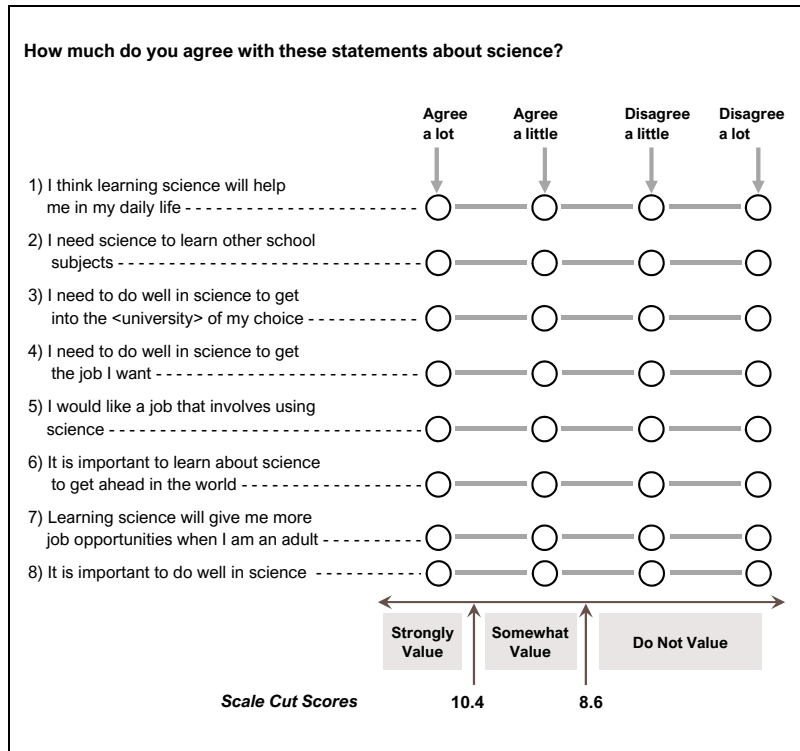 How much do you agree with these statements about science?
Agree a lot
Agree a little
Disagree a little
Disagree a lot
1) I think learning science will help
me in my daily life - - - - - - - - - - - - - - - - - - - - - - - - - - - -
2) I need science to learn other school
subjects - - - - - - - - - - - - - - - - - - - - - - - - - - - - - - - - - - -
3) I need to do well in science to get
into the <university> of my choice - - - - - - - - - - - - -
4) I need to do well in science to get
the job I want - - - - - - - - - - - - - - - - - - - - - - - - - - - - - -
5) I would like a job that involves using
science - - - - - - - - - - - - - - - - - - - - - - - - - - - - - - - - - - - -
6) It is important to learn about science
to get ahead in the world - - - - - - - - - - - - - - - - - - - - -
7) Learning science will give me more
job opportunities when I am an adult - - - - - - - - - - -
8) It is important to do well in science - - - - - - - - - - - -
Strongly Value
Somewhat Value
Do Not Value
Scale Cut Scores 10.4 8.6